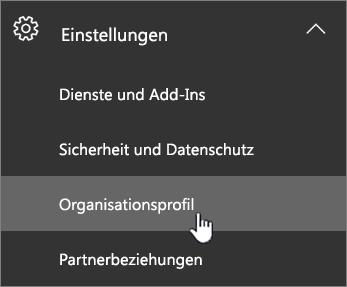 Einstellungen
Dienste und Add-Ins
Sicherheit und Datenschutz
Organisationsprofil
Partnerbeziehungen